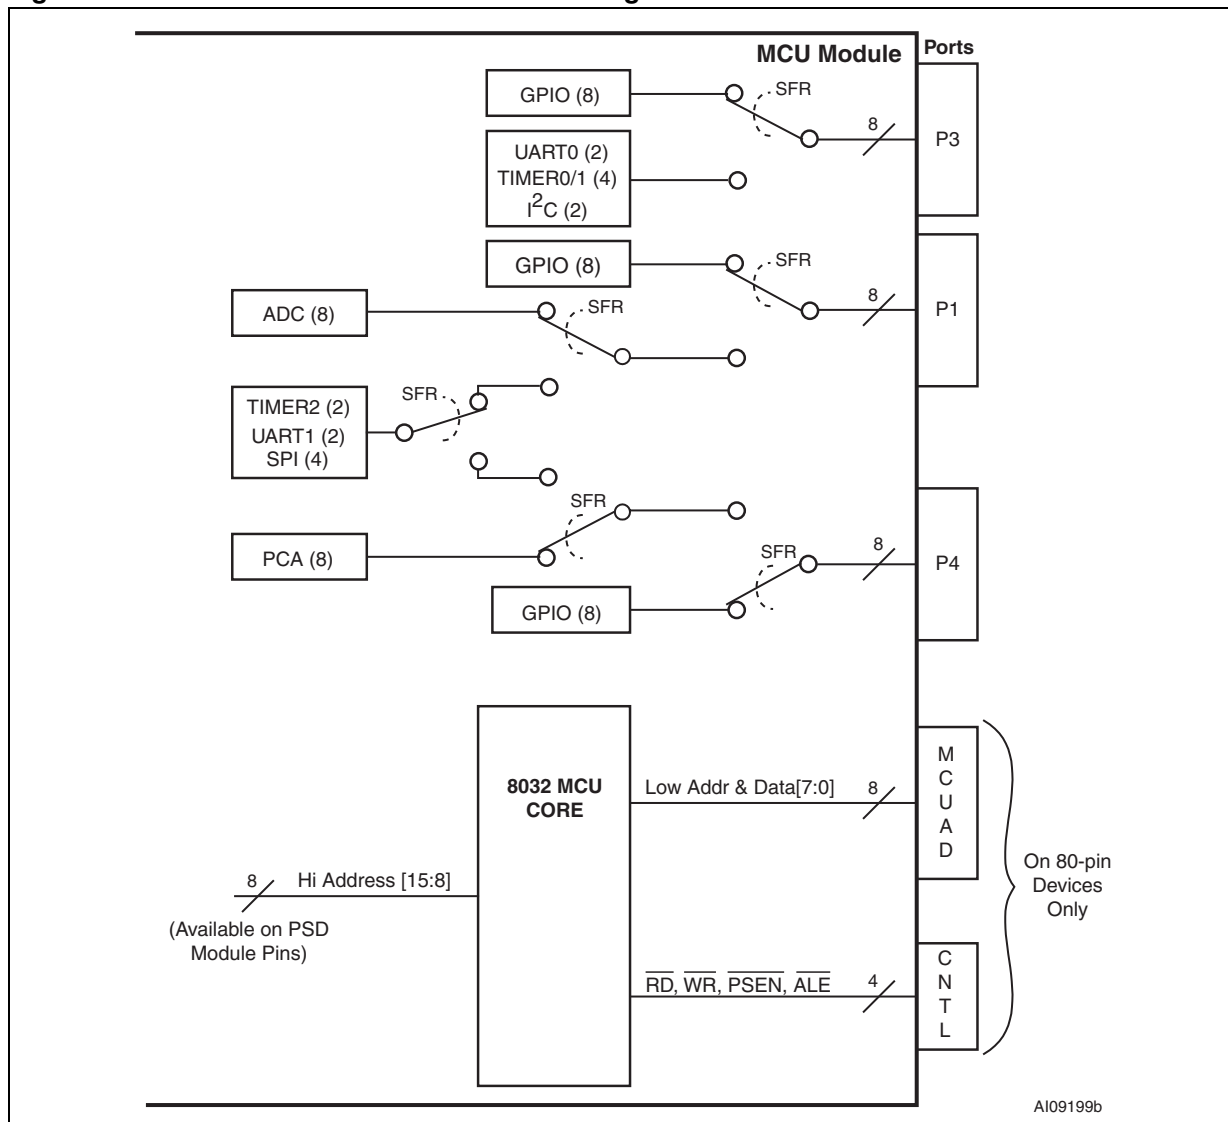 MCU Module
Ports
GPIO (8)
SFR
8
P3
UART0 (2)
TIMER0/1 (4)
I2C (2)
GPIO (8)
SFR
8
P1
ADC (8)
SFR
SFR
TIMER2 (2)
UART1 (2)
SPI (4)
SFR
PCA (8)
SFR
8
P4
GPIO (8)
8032 MCU
CORE
Low Addr & Data[7:0]
8
MCUAD
8
Hi Address [15:8]
(Available on PSD
Module Pins)
On 80-pin
Devices
Only
RD, WR, PSEN, ALE
4
CNTL
AI09199b